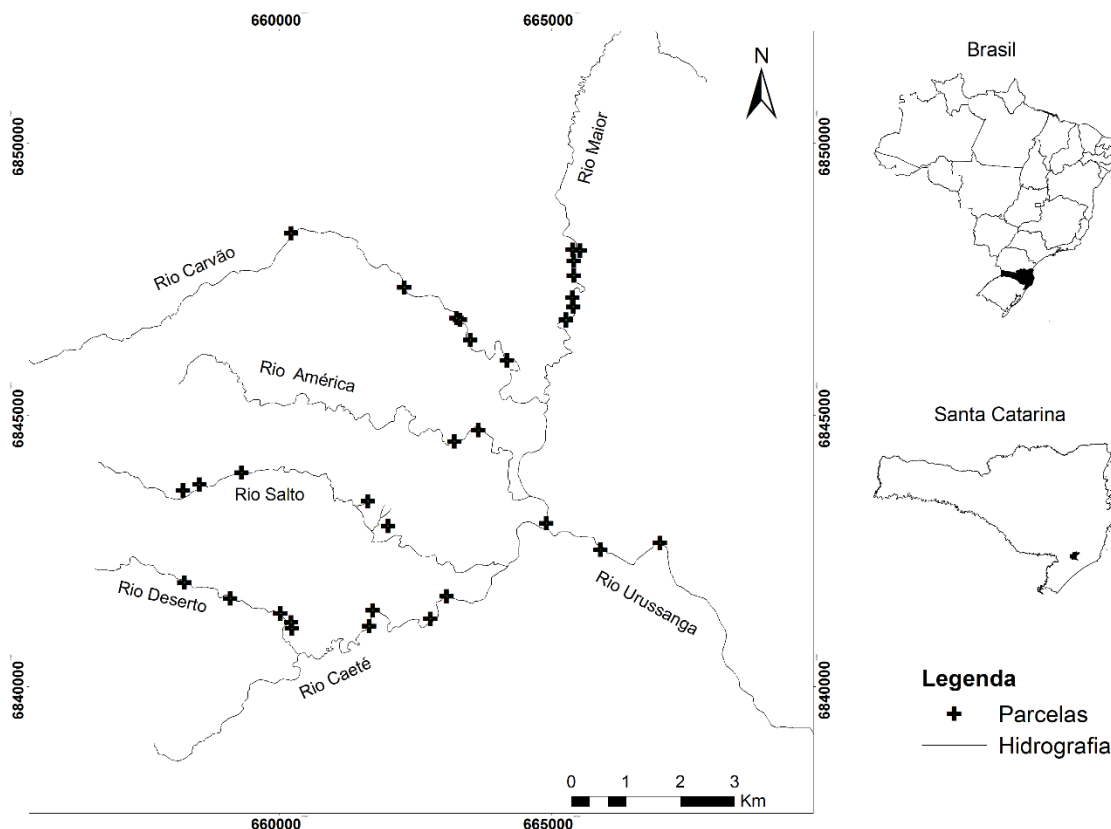 660000
665000
Brasil
N
6850000
6850000
Rio Maior
Rio Carvão
Rio América
6845000
6845000
Santa Catarina
Rio Salto
Rio Deserto
Rio Urussanga
Rio Caeté
6840000
6840000
Legenda
Parcelas
Hidrografia
0 1 2 3
Km
660000
665000